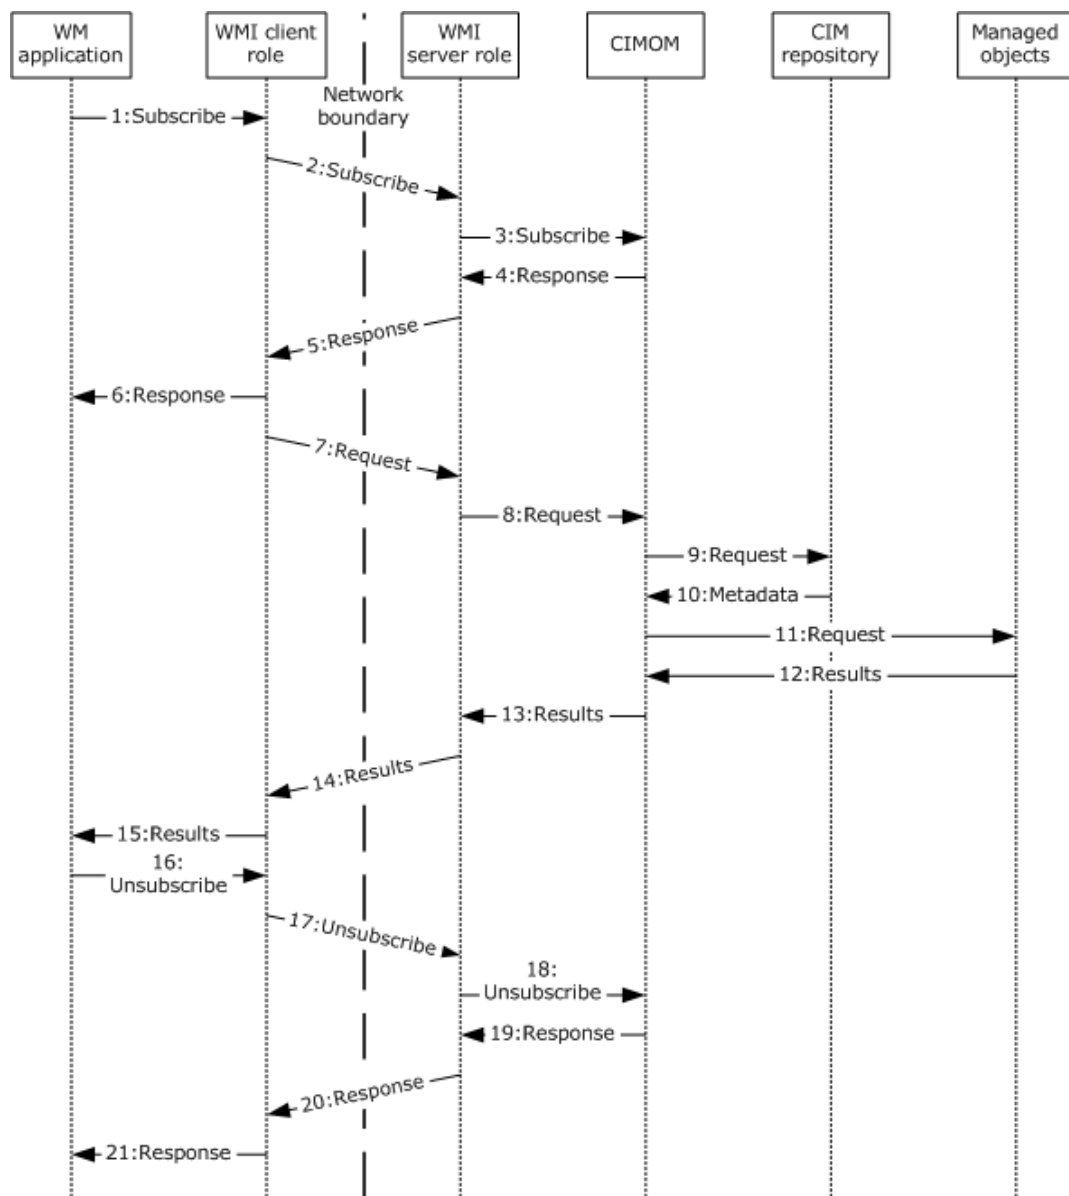 WM
application
WMI client
role
WMI
server role
CIMOM
CIM
repository
Managed
objects
Network
boundary
1:Subscribe
2:Subscribe
3:Subscribe
4:Response
5:Response
6:Response
7:Request
8:Request
9:Request
10:Metadata
11:Request
12:Results
13:Results
14:Results
15:Results
16:
Unsubscribe
17:Unsubscribe
18:
Unsubscribe
19:Response
20:Response
21:Response